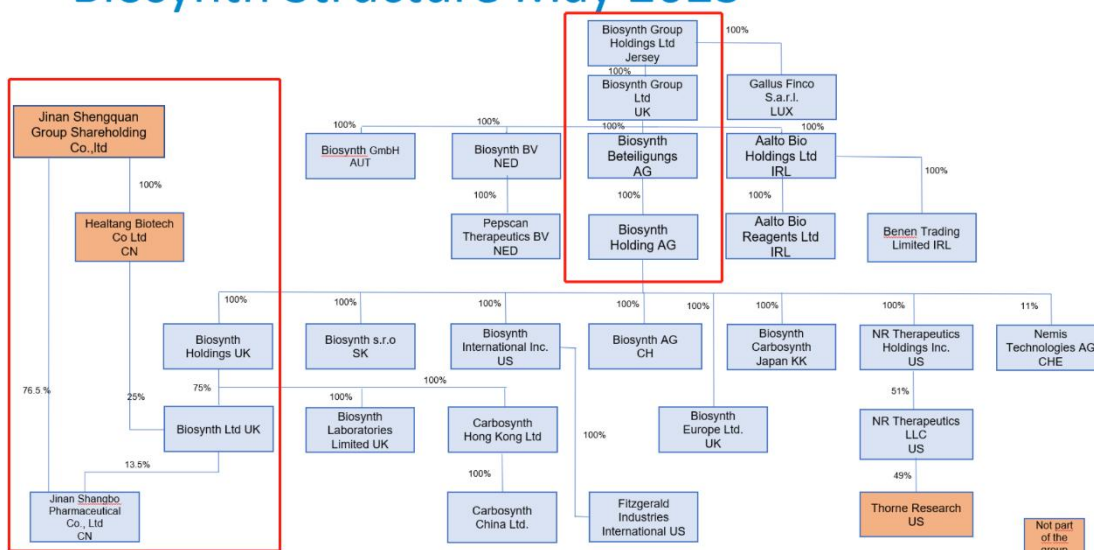 Biosynth Structure May 2023
Biosynth Group
Holdings Ltd
Jersey
100%
100%
Biosynth Group
Ltd
UK
Gallus Finco
S.a.r.l.
LUX
Jinan Shengquan
Group Shareholding
Co.,ltd
100%
100%
100%
100%
Biosynth GmbH
AUT
Biosynth BV
NED
Biosynth
Beteiligungs
AG
Aalto Bio
Holdings Ltd
IRL
100%
100%
100%
100%
100%
Healtang Biotech
Co Ltd
CN
Pepscan
Therapeutics BV
NED
Biosynth
Holding AG
Aalto Bio
Reagents Ltd
IRL
Benen Trading
Limited IRL
100%
100%
100%
100%
100%
100%
100%
11%
Biosynth
Holdings UK
Biosynth s.r.o
SK
Biosynth
International Inc.
US
Biosynth AG
CH
Biosynth
Carbosynth
Japan KK
NR Therapeutics
Holdings Inc.
US
Nemis
Technologies AG
CHE
76.5.%
25%
75%
100%
100%
51%
Biosynth Ltd UK
Biosynth
Laboratories
Limited UK
Carbosynth
Hong Kong Ltd
100%
Biosynth
Europe Ltd.
UK
NR Therapeutics
LLC
US
13.5%
100%
49%
Jinan Shangbo
Pharmaceutical
Co., Ltd
CN
Carbosynth
China Ltd.
Fitzgerald
Industries
International US
Thorne Research
US
Not part
of the
group